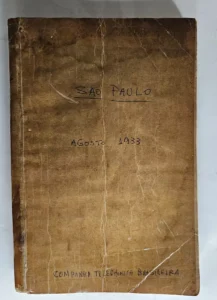 SÃO PAULO
AGOSTO 1933
COMPANHIA TELEPHONICA BRASILEIRA